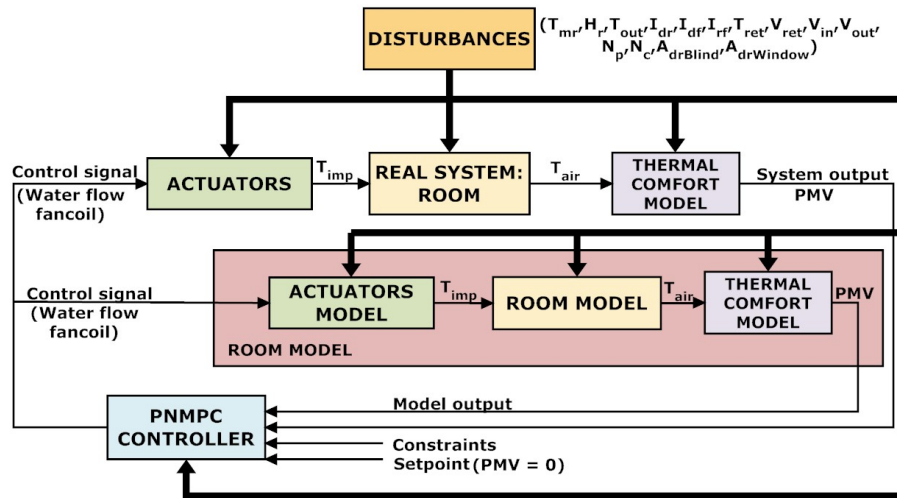 DISTURBANCES
(Tmr,Hr,Tout,Idr,Idf,Irf,Tret,Vret,Vin,Vout,
Np,Nc,AdrBlind,AdrWindow)
Control signal
(Water flow
fancoil)
ACTUATORS
Timp
REAL SYSTEM:
ROOM
Tair
THERMAL
COMFORT
MODEL
System output
PMV
Control signal
(Water flow
fancoil)
ACTUATORS
MODEL
Timp
ROOM MODEL
Tair
THERMAL
COMFORT
MODEL
PMV
ROOM MODEL
PNMPC
CONTROLLER
Model output
Constraints
Setpoint(PMV = 0)